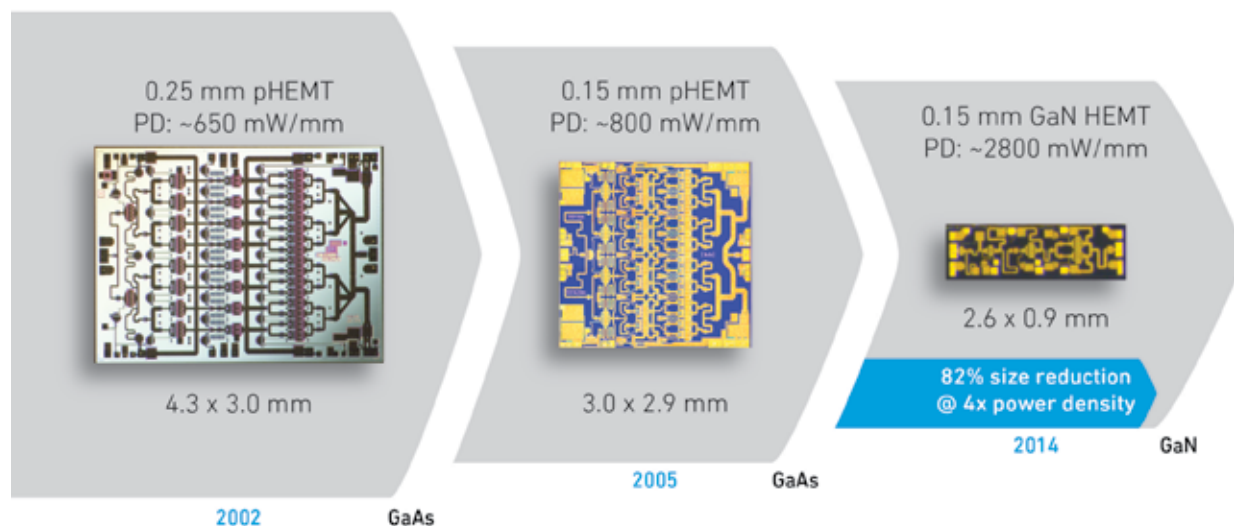 0.25 mm pHEMT
PD: ~650 mW/mm
4.3 x 3.0 mm
2002
GaAs
0.15 mm pHEMT
PD: ~800 mW/mm
3.0 x 2.9 mm
2005
GaAs
0.15 mm GaN HEMT
PD: ~2800 mW/mm
2.6 x 0.9 mm
82% size reduction
@ 4x power density
2014
GaN